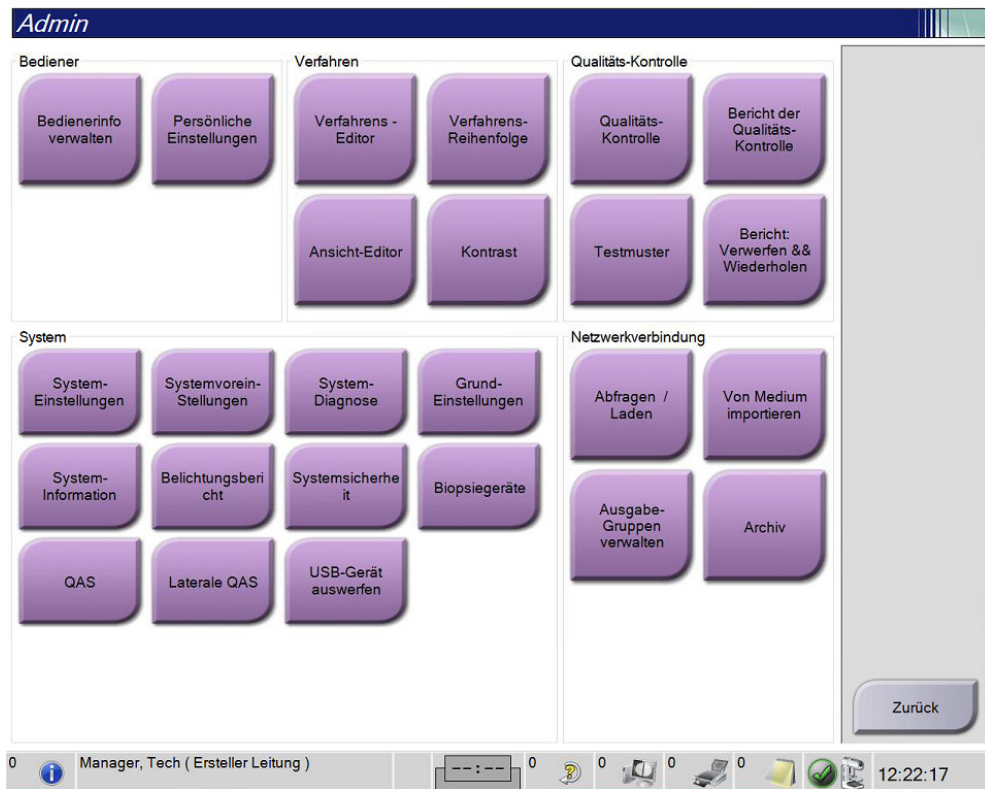 Admin
Bediener
Bedienerinfo
verwalten
Persönliche
Einstellungen
Verfahren
Verfahrens -
Editor
Verfahrens-
Reihenfolge
Ansicht-Editor
Kontrast
Qualitäts-Kontrolle
Qualitäts-
Kontrolle
Bericht der
Qualitäts-
Kontrolle
Testmuster
Bericht:
Verwerfen &&
Wiederholen
System
System-
Einstellungen
Systemvorein-
Stellungen
System-
Diagnose
Grund-
Einstellungen
System-
Information
Belichtungsberi
cht
Systemsicherhe
it
Biopsiegeräte
QAS
Laterale QAS
USB-Gerät
auswerfen
Netzwerkverbindung
Abfragen /
Laden
Von Medium
importieren
Ausgabe-
Gruppen
verwalten
Archiv
Zurück
0
Manager, Tech ( Ersteller Leitung )
--:--
0
0
0
0
12:22:17